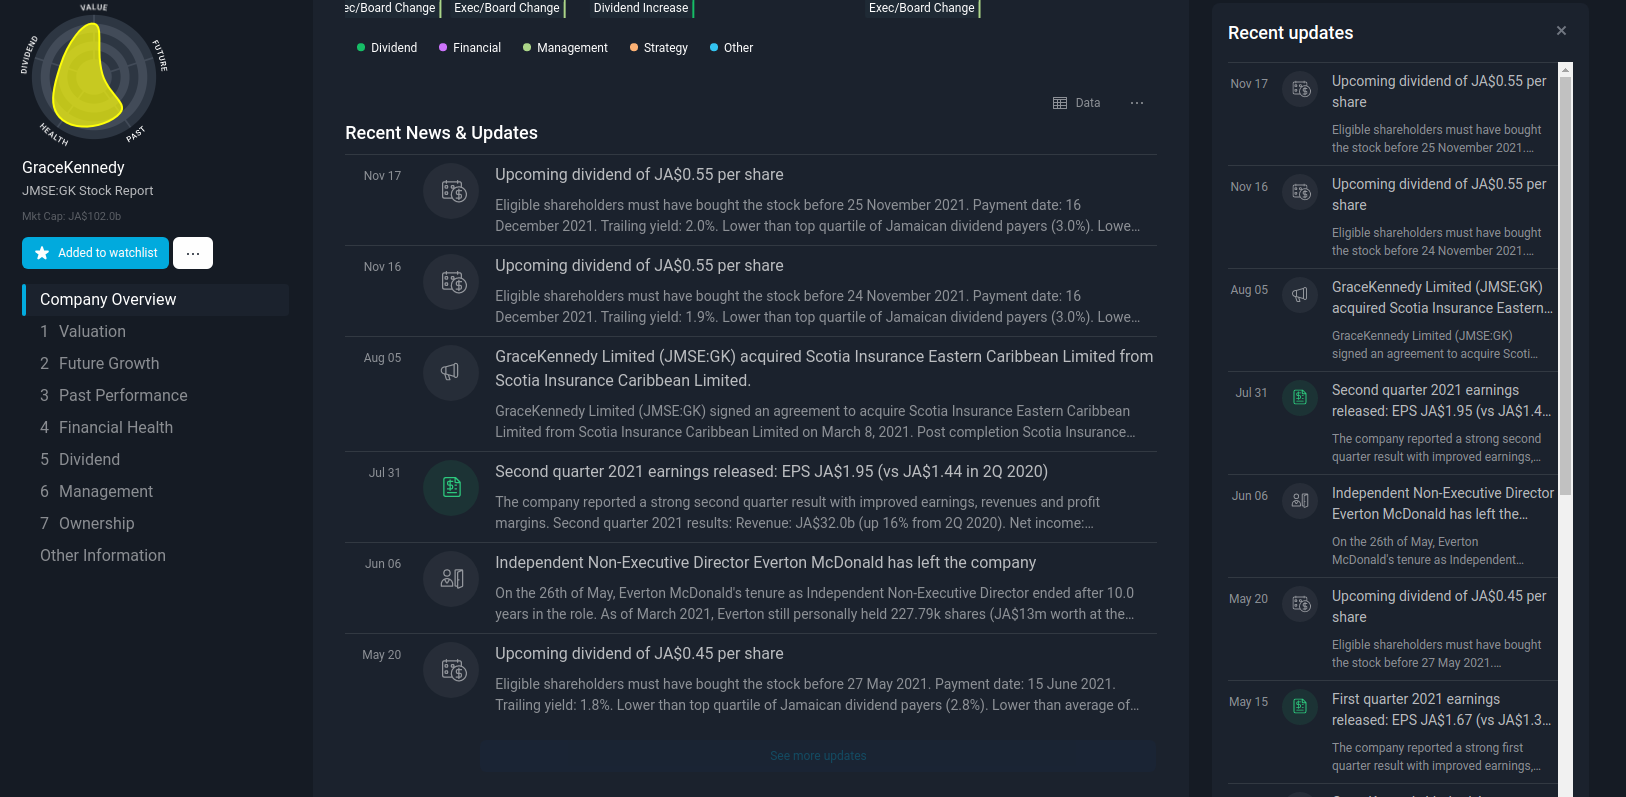 VALUE
FUTURE
PAST
HEALTH
DIVIDEND
GraceKennedy
JMSE:GK Stock Report
Mkt Cap: JA$102.0b
Added to watchlist
...
Company Overview
1 Valuation
2 Future Growth
3 Past Performance
4 Financial Health
5 Dividend
6 Management
7 Ownership
Other Information
ec/Board Change Exec/Board Change Dividend Increase Exec/Board Change
Dividend Financial Management Strategy Other
Data ...
Recent News & Updates
Nov 17
Upcoming dividend of JA$0.55 per share
Eligible shareholders must have bought the stock before 25 November 2021. Payment date: 16
December 2021. Trailing yield: 2.0%. Lower than top quartile of Jamaican dividend payers (3.0%). Lowe...
Nov 16
Upcoming dividend of JA$0.55 per share
Eligible shareholders must have bought the stock before 24 November 2021. Payment date: 16
December 2021. Trailing yield: 1.9%. Lower than top quartile of Jamaican dividend payers (3.0%). Lowe...
Aug 05
GraceKennedy Limited (JMSE:GK) acquired Scotia Insurance Eastern Caribbean Limited from
Scotia Insurance Caribbean Limited.
GraceKennedy Limited (JMSE:GK) signed an agreement to acquire Scotia Insurance Eastern Caribbean
Limited from Scotia Insurance Caribbean Limited on March 8, 2021. Post completion Scotia Insurance...
Jul 31
Second quarter 2021 earnings released: EPS JA$1.95 (vs JA$1.44 in 2Q 2020)
The company reported a strong second quarter result with improved earnings, revenues and profit
margins. Second quarter 2021 results: Revenue: JA$32.0b (up 16% from 2Q 2020). Net income:...
Jun 06
Independent Non-Executive Director Everton McDonald has left the company
On the 26th of May, Everton McDonald's tenure as Independent Non-Executive Director ended after 10.0
years in the role. As of March 2021, Everton still personally held 227.79k shares (JA$13m worth at the...
May 20
Upcoming dividend of JA$0.45 per share
Eligible shareholders must have bought the stock before 27 May 2021. Payment date: 15 June 2021.
Trailing yield: 1.8%. Lower than top quartile of Jamaican dividend payers (2.8%). Lower than average of...
See more updates
Recent updates
Nov 17
Upcoming dividend of JA$0.55 per
share
Eligible shareholders must have bought
the stock before 25 November 2021....
Nov 16
Upcoming dividend of JA$0.55 per
share
Eligible shareholders must have bought
the stock before 24 November 2021....
Aug 05
GraceKennedy Limited (JMSE:GK)
acquired Scotia Insurance Eastern...
GraceKennedy Limited (JMSE:GK)
signed an agreement to acquire Scoti...
Jul 31
Second quarter 2021 earnings
released: EPS JA$1.95 (vs JA$1.4...
The company reported a strong second
quarter result with improved earnings,...
Jun 06
Independent Non-Executive Director
Everton McDonald has left the...
On the 26th of May, Everton
McDonald's tenure as Independent...
May 20
Upcoming dividend of JA$0.45 per
share
Eligible shareholders must have bought
the stock before 27 May 2021....
May 15
First quarter 2021 earnings
released: EPS JA$1.67 (vs JA$1.3...
The company reported a strong first
quarter result with improved earnings,...